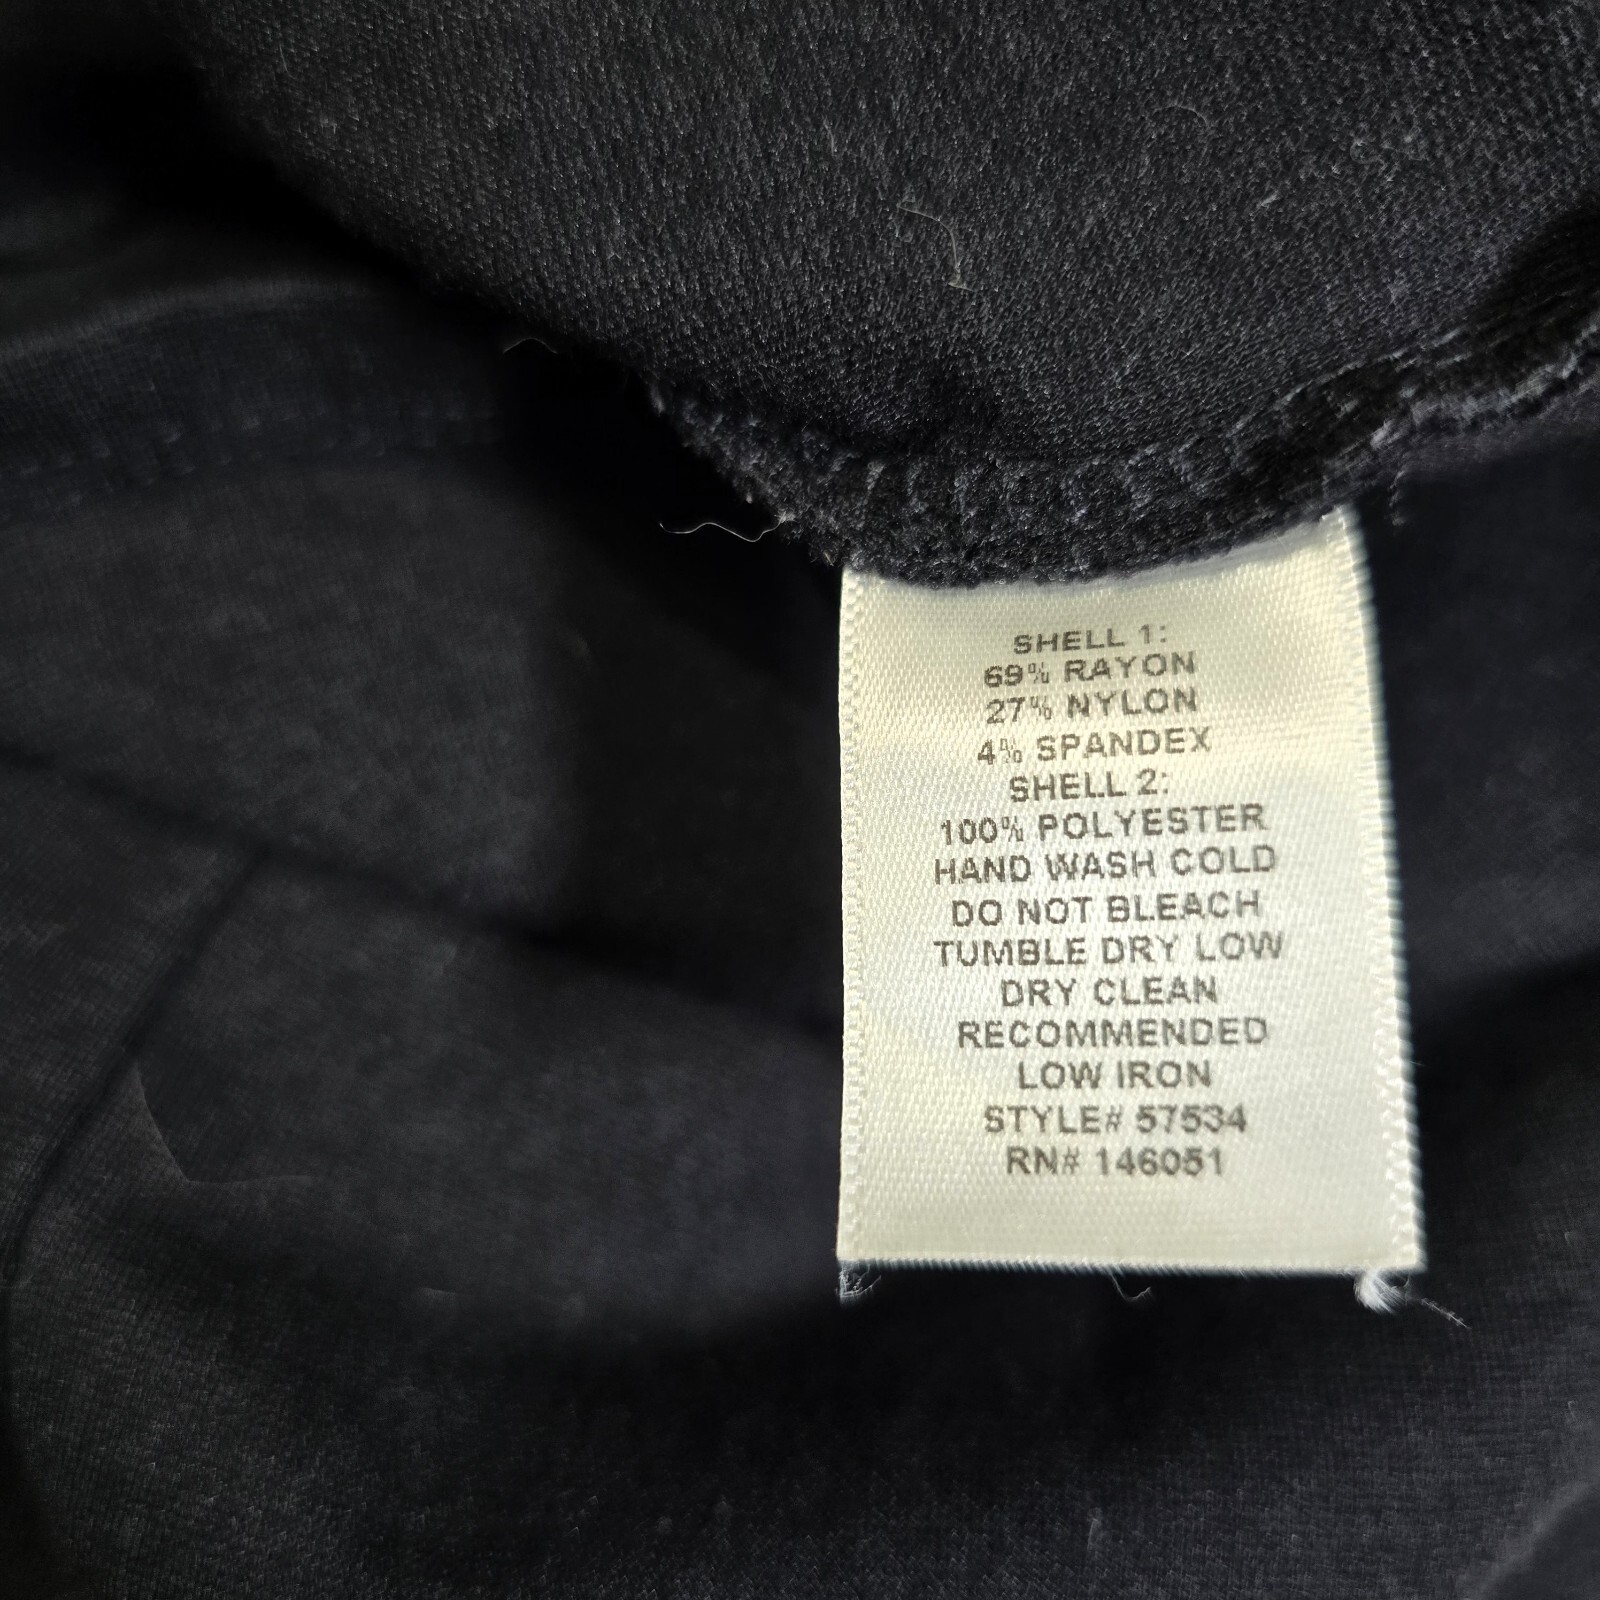 SHELL 1:
69% RAYON
27% NYLON
4% SPANDEX
SHELL 2:
100% POLYESTER
HAND WASH COLD
DO NOT BLEACH
TUMBLE DRY LOW
DRY CLEAN
RECOMMENDED
LOW IRON
STYLE# 57534
RN# 146051